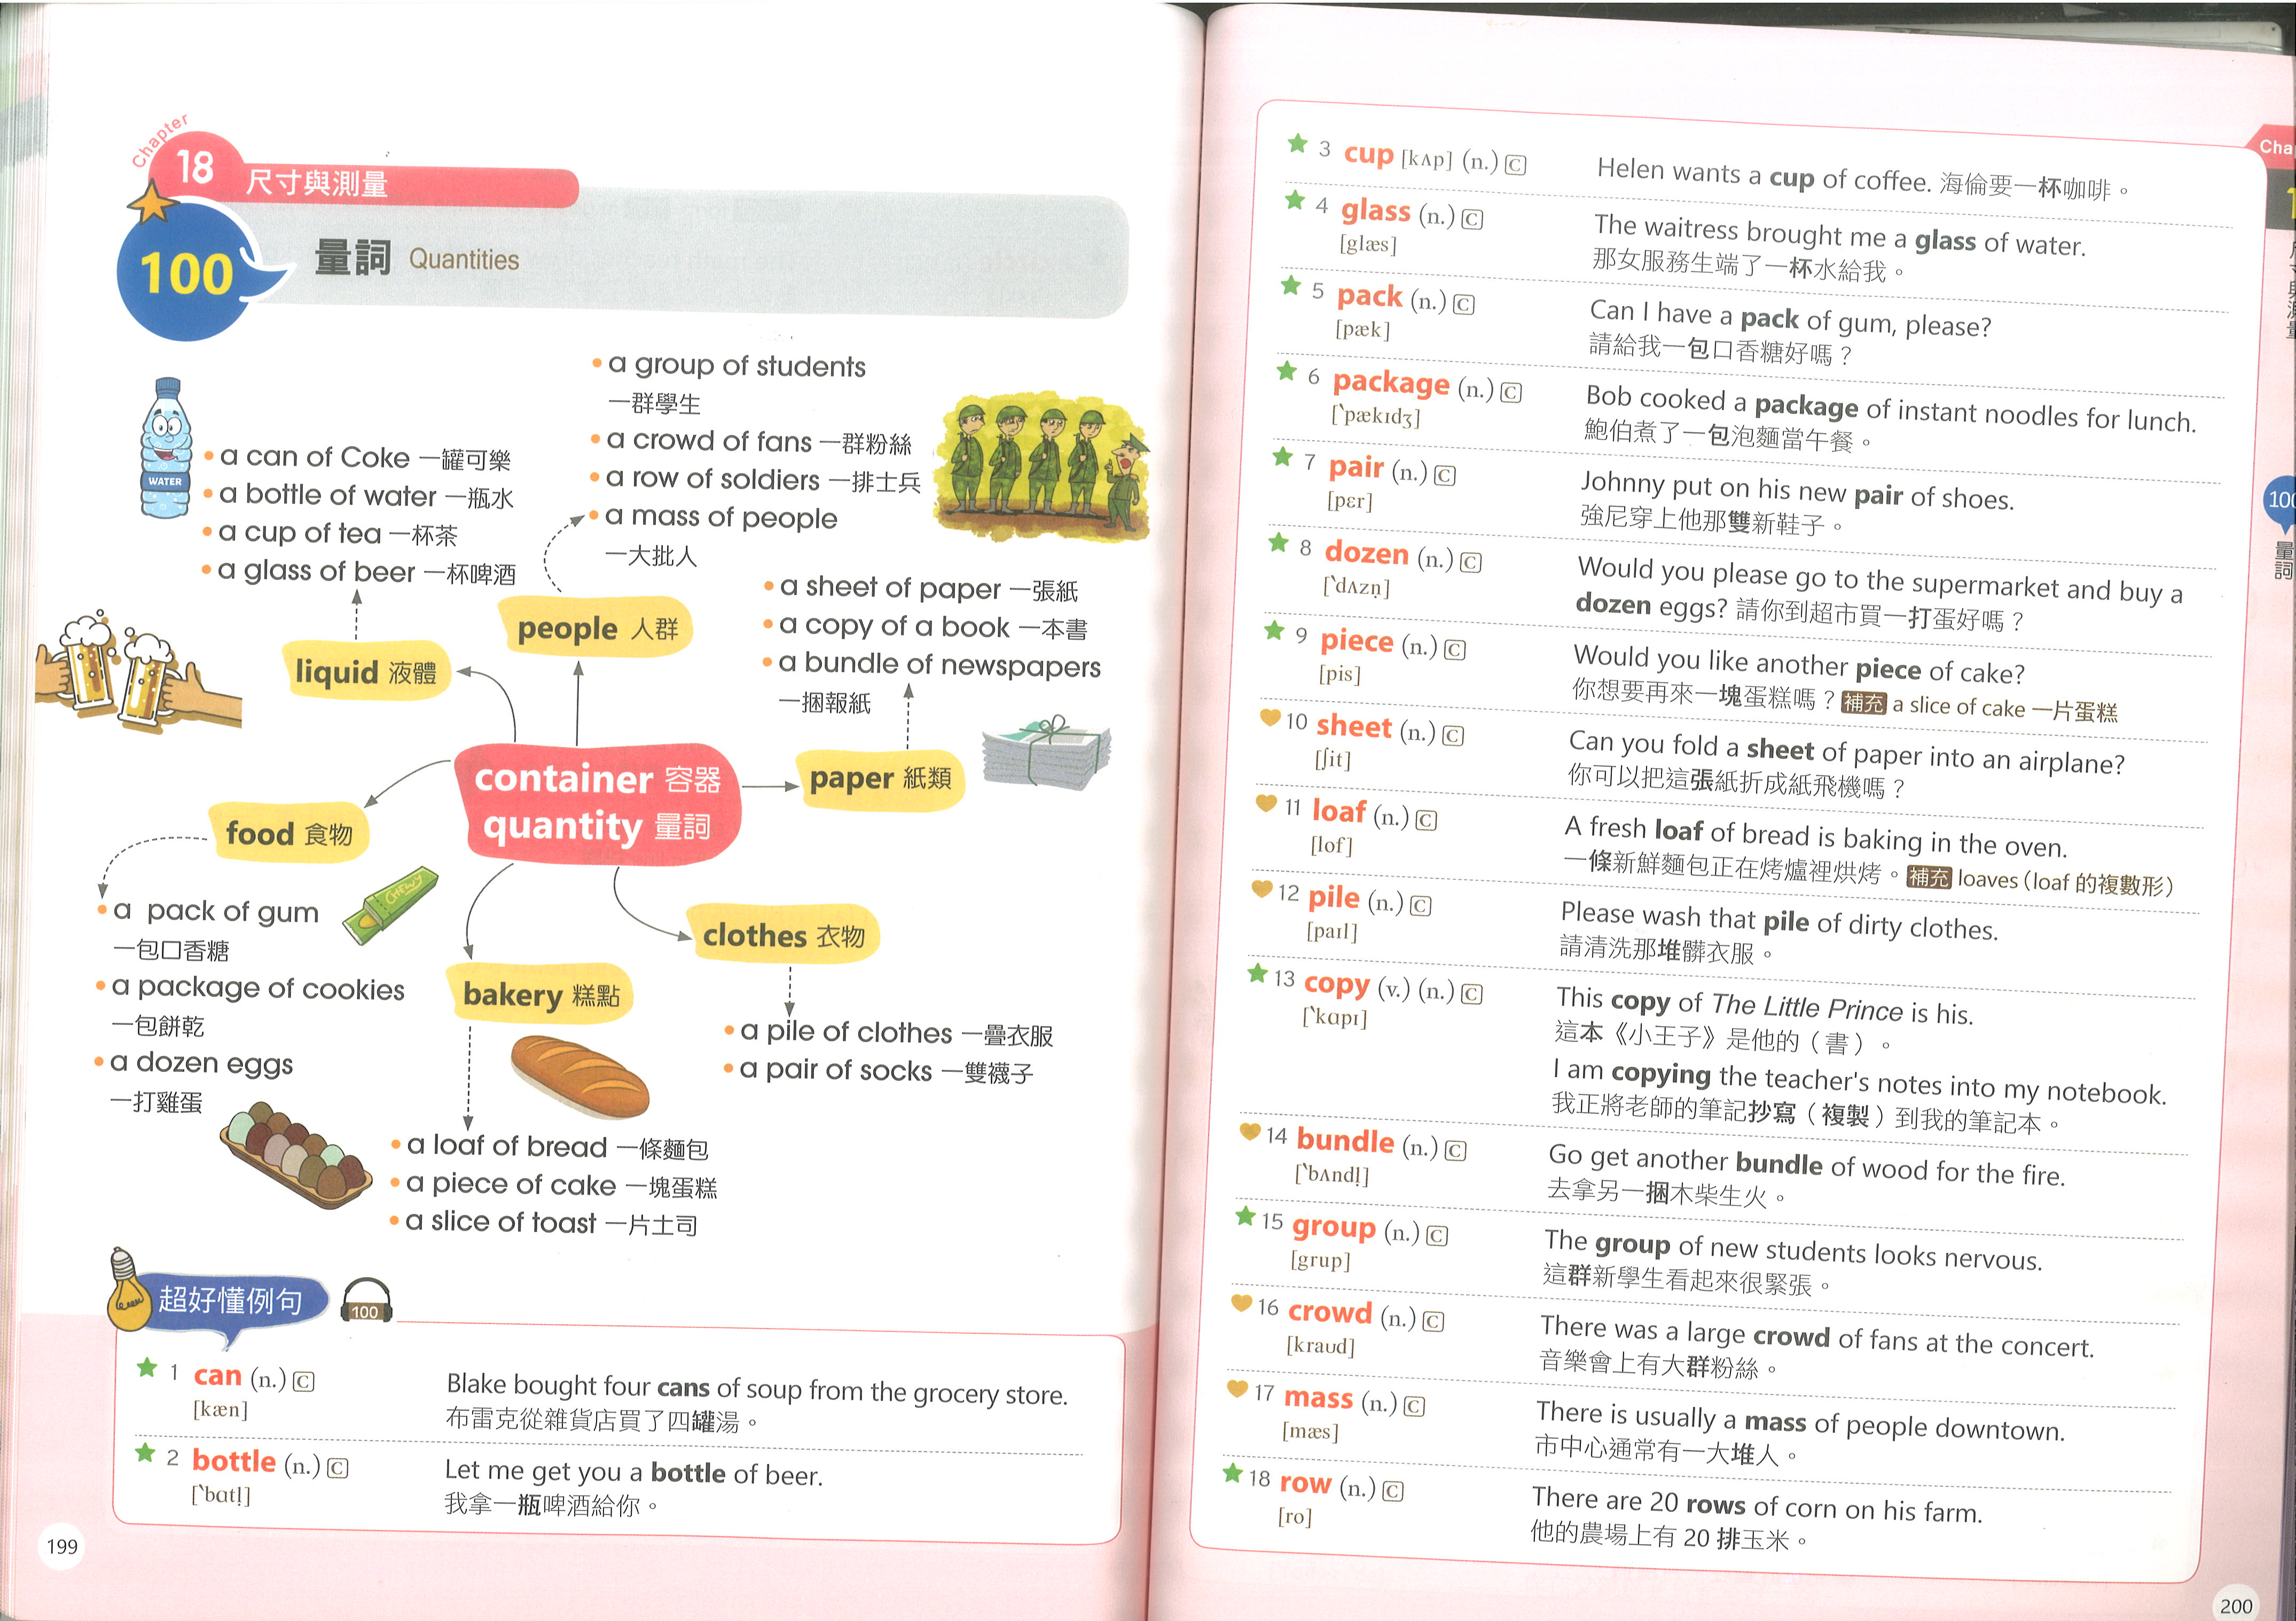 Chapter
18 尺寸與測量
100 量詞 Quantities
• a group of students
一群學生
• a crowd of fans 一群粉絲
• a row of soldiers 一排士兵
• a mass of people
一大批人
WATER
• a can of Coke 一罐可樂
• a bottle of water 一瓶水
• a cup of tea 一杯茶
• a glass of beer 一杯啤酒
• a sheet of paper 一張紙
• a copy of a book 一本書
• a bundle of newspapers
一捆報紙
people 人群
liquid 液體
container 容器
quantity 量詞
paper 紙類
food 食物
CHEWY
clothes 衣物
bakery 糕點
• a pack of gum
一包口香糖
• a package of cookies
一包餅乾
• a dozen eggs
一打雞蛋
• a pile of clothes 一疊衣服
• a pair of socks 一雙襪子
• a loaf of bread 一條麵包
• a piece of cake 一塊蛋糕
• a slice of toast 一片土司
超好懂例句 100
★ 1 can (n.) C Blake bought four cans of soup from the grocery store.
[kæn] 布雷克從雜貨店買了四罐湯。
★ 2 bottle (n.) C Let me get you a bottle of beer.
[ˋbɑtl̩] 我拿一瓶啤酒給你。
199
★ 3 cup [kʌp] (n.) C Helen wants a cup of coffee. 海倫要一杯咖啡。
★ 4 glass (n.) C The waitress brought me a glass of water.
[glæs] 那女服務生端了一杯水給我。
★ 5 pack (n.) C Can I have a pack of gum, please?
[pæk] 請給我一包口香糖好嗎？
★ 6 package (n.) C Bob cooked a package of instant noodles for lunch.
[ˋpækɪdʒ] 鮑伯煮了一包泡麵當午餐。
★ 7 pair (n.) C Johnny put on his new pair of shoes.
[pɛr] 強尼穿上他那雙新鞋子。
★ 8 dozen (n.) C Would you please go to the supermarket and buy a
[ˋdʌzn̩] dozen eggs? 請你到超市買一打蛋好嗎？
★ 9 piece (n.) C Would you like another piece of cake?
[pis] 你想要再來一塊蛋糕嗎？ 補充 a slice of cake 一片蛋糕
♥ 10 sheet (n.) C Can you fold a sheet of paper into an airplane?
[ʃit] 你可以把這張紙折成紙飛機嗎？
♥ 11 loaf (n.) C A fresh loaf of bread is baking in the oven.
[lof] 一條新鮮麵包正在烤爐裡烘烤。 補充 loaves（loaf 的複數形）
♥ 12 pile (n.) C Please wash that pile of dirty clothes.
[paɪl] 請清洗那堆髒衣服。
★ 13 copy (v.) (n.) C This copy of The Little Prince is his.
[ˋkɑpɪ] 這本《小王子》是他的（書）。
I am copying the teacher's notes into my notebook.
我正將老師的筆記抄寫（複製）到我的筆記本。
♥ 14 bundle (n.) C Go get another bundle of wood for the fire.
[ˋbʌndl̩] 去拿另一捆木柴生火。
★ 15 group (n.) C The group of new students looks nervous.
[grup] 這群新學生看起來很緊張。
♥ 16 crowd (n.) C There was a large crowd of fans at the concert.
[kraʊd] 音樂會上有大群粉絲。
♥ 17 mass (n.) C There is usually a mass of people downtown.
[mæs] 市中心通常有一大堆人。
★ 18 row (n.) C There are 20 rows of corn on his farm.
[ro] 他的農場上有 20 排玉米。
Cha
100
量詞
200